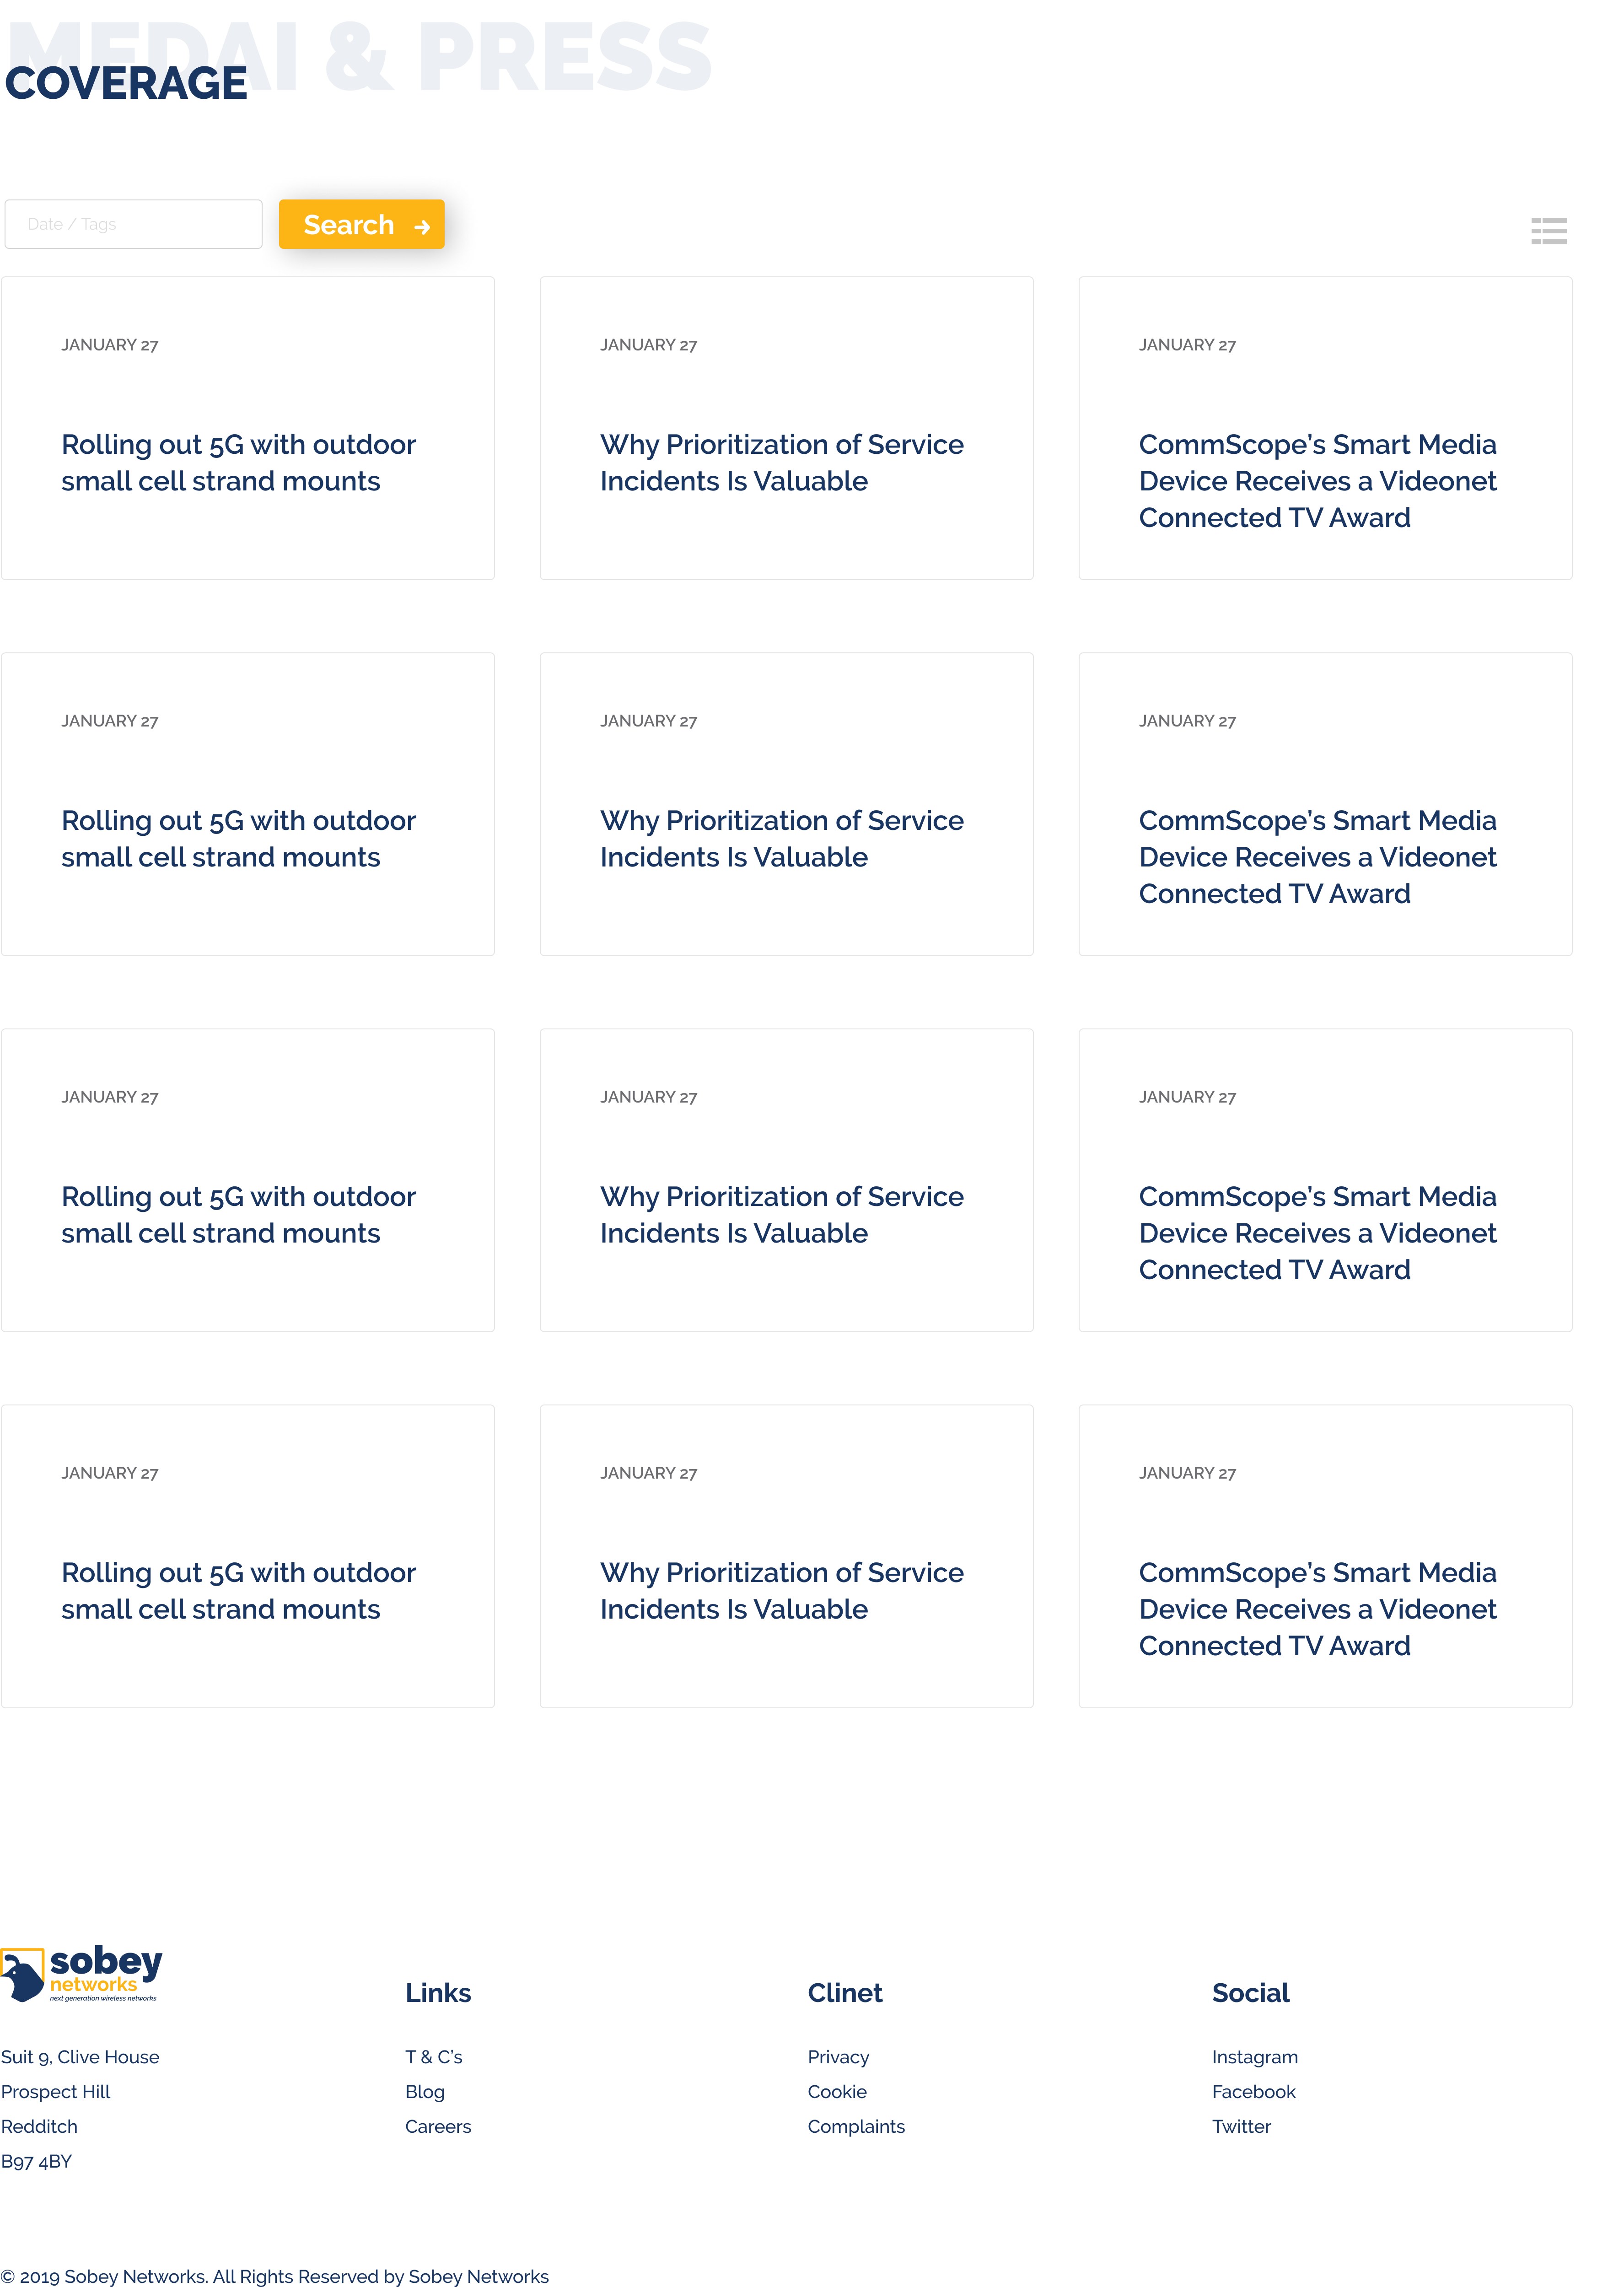 MEDAI & PRESS
COVERAGE
Date / Tags
Search
JANUARY 27
Rolling out 5G with outdoor
small cell strand mounts
JANUARY 27
Why Prioritization of Service
Incidents Is Valuable
JANUARY 27
CommScope’s Smart Media
Device Receives a Videonet
Connected TV Award
JANUARY 27
Rolling out 5G with outdoor
small cell strand mounts
JANUARY 27
Why Prioritization of Service
Incidents Is Valuable
JANUARY 27
CommScope’s Smart Media
Device Receives a Videonet
Connected TV Award
JANUARY 27
Rolling out 5G with outdoor
small cell strand mounts
JANUARY 27
Why Prioritization of Service
Incidents Is Valuable
JANUARY 27
CommScope’s Smart Media
Device Receives a Videonet
Connected TV Award
JANUARY 27
Rolling out 5G with outdoor
small cell strand mounts
JANUARY 27
Why Prioritization of Service
Incidents Is Valuable
JANUARY 27
CommScope’s Smart Media
Device Receives a Videonet
Connected TV Award
sobey
networks
next generation wireless networks
Suit 9, Clive House
Prospect Hill
Redditch
B97 4BY
Links
T & C’s
Blog
Careers
Clinet
Privacy
Cookie
Complaints
Social
Instagram
Facebook
Twitter
© 2019 Sobey Networks. All Rights Reserved by Sobey Networks